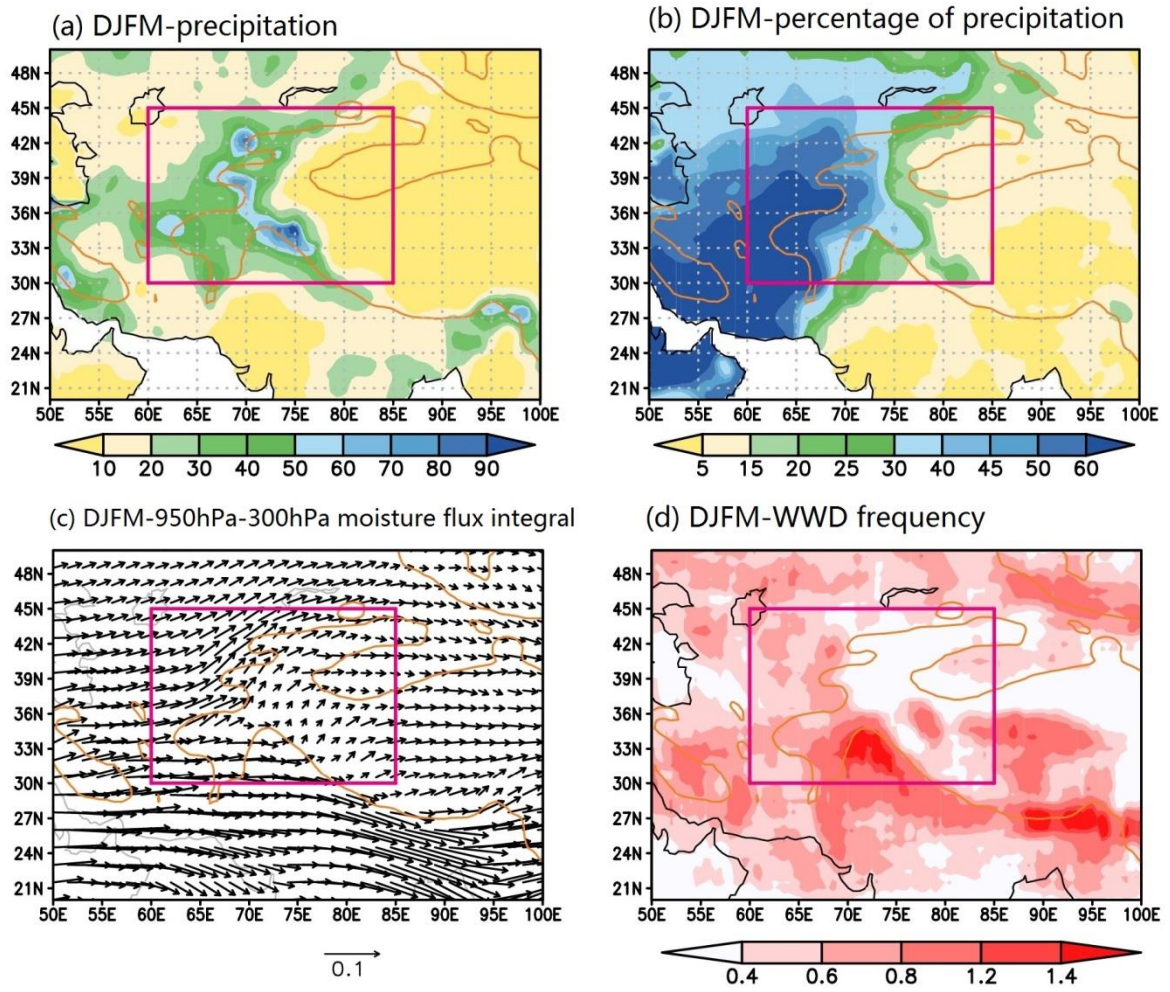 (a) DJFM-precipitation
48N
45N
42N
39N
36N
33N
30N
27N
24N
21N
50E 55E 60E 65E 70E 75E 80E 85E 90E 95E 100E
10 20 30 40 50 60 70 80 90
(b) DJFM-percentage of precipitation
48N
45N
42N
39N
36N
33N
30N
27N
24N
21N
50E 55E 60E 65E 70E 75E 80E 85E 90E 95E 100E
5 15 20 25 30 40 45 50 60
(c) DJFM-950hPa-300hPa moisture flux integral
48N
45N
42N
39N
36N
33N
30N
27N
24N
21N
50E 55E 60E 65E 70E 75E 80E 85E 90E 95E 100E
0.1
(d) DJFM-WWD frequency
48N
45N
42N
39N
36N
33N
30N
27N
24N
21N
50E 55E 60E 65E 70E 75E 80E 85E 90E 95E 100E
0.4 0.6 0.8 1.2 1.4